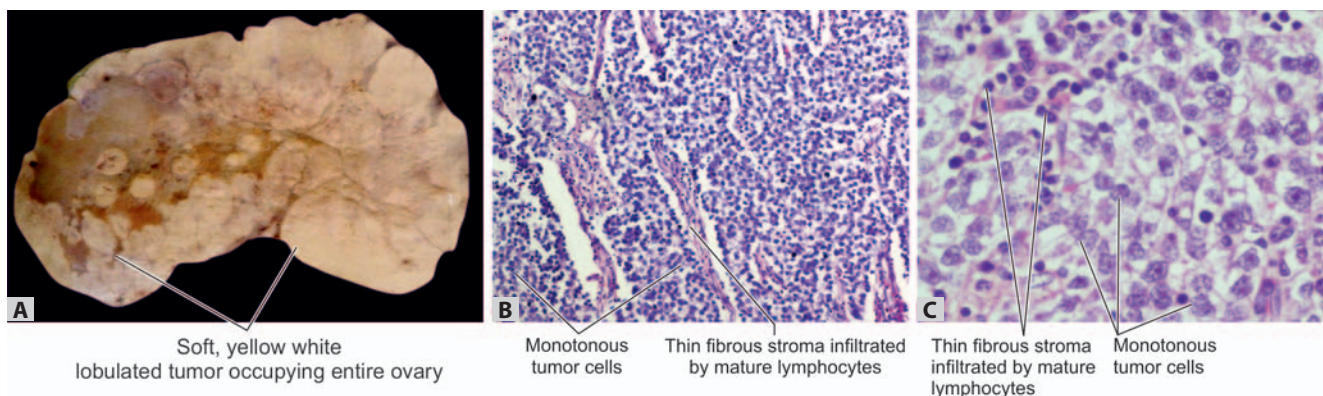 A
B
C
Soft, yellow white
lobulated tumor occupying entire ovary
Monotonous
tumor cells
Thin fibrous stroma infiltrated
by mature lymphocytes
Thin fibrous stroma
infiltrated by mature
lymphocytes
Monotonous
tumor cells